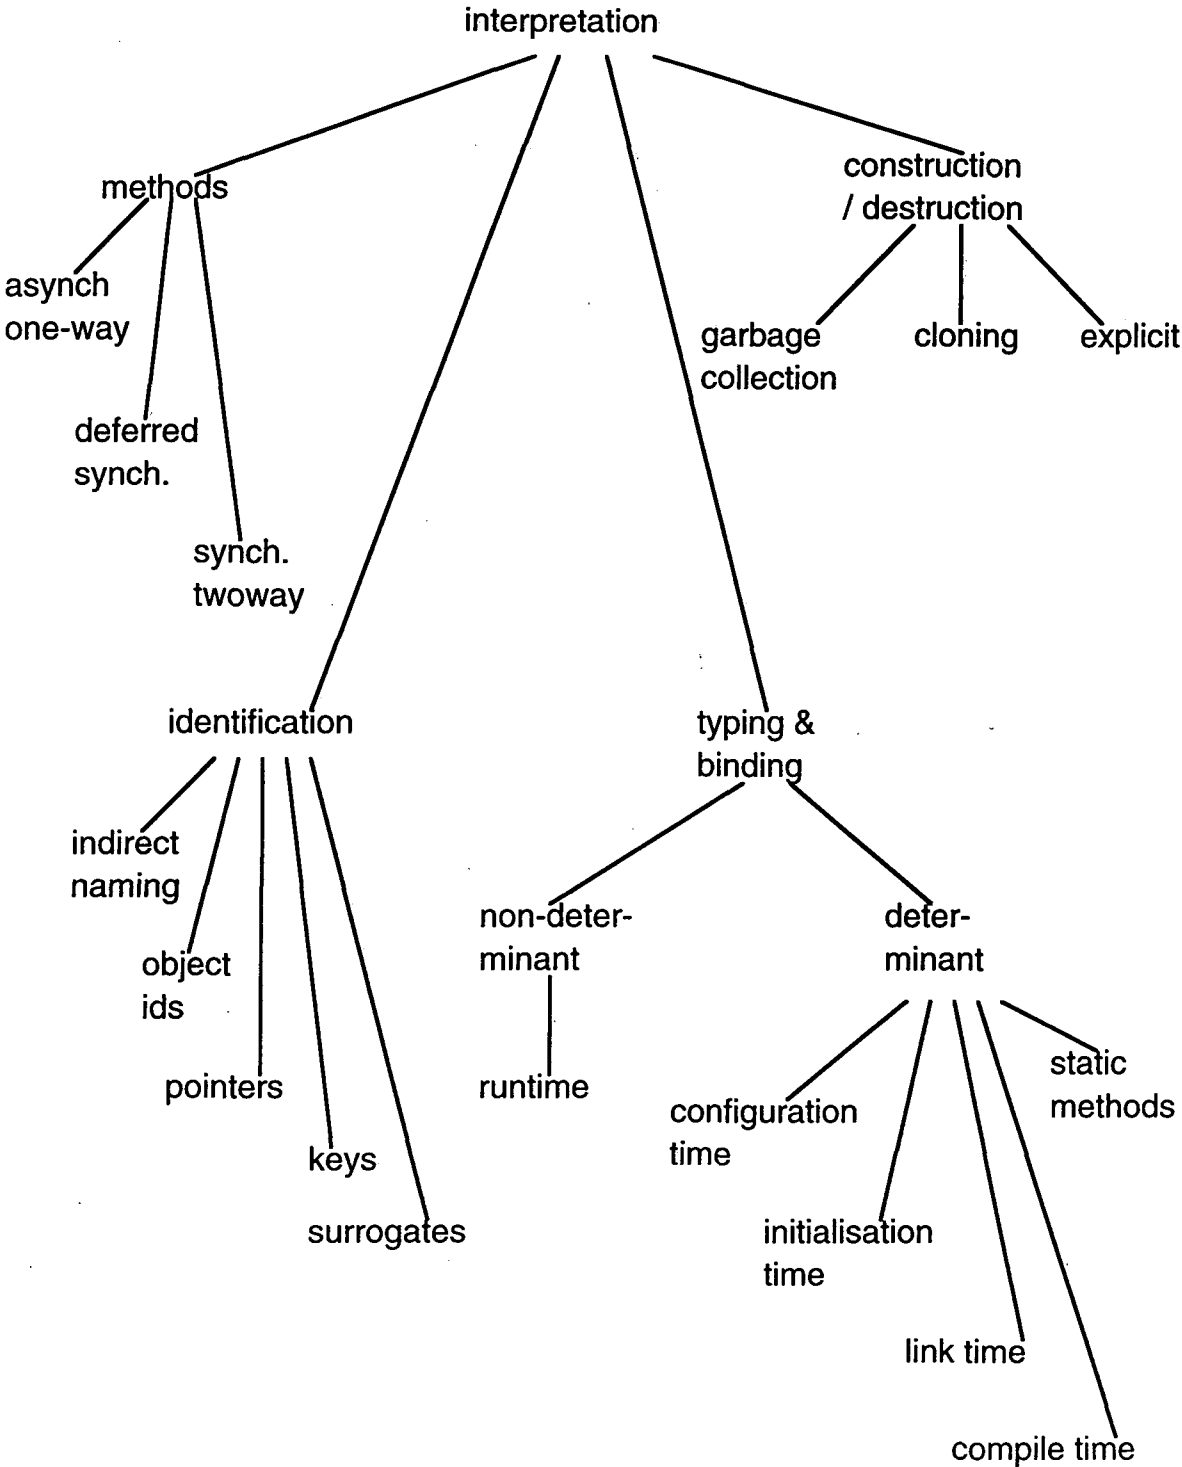 interpretation
methods
asynch
one-way
deferred
synch.
synch.
twoway
construction
/ destruction
garbage
collection
cloning
explicit
identification
indirect
naming
object
ids
pointers
keys
surrogates
typing &
binding
non-deter-
minant
runtime
deter-
minant
configuration
time
initialisation
time
link time
compile time
static
methods